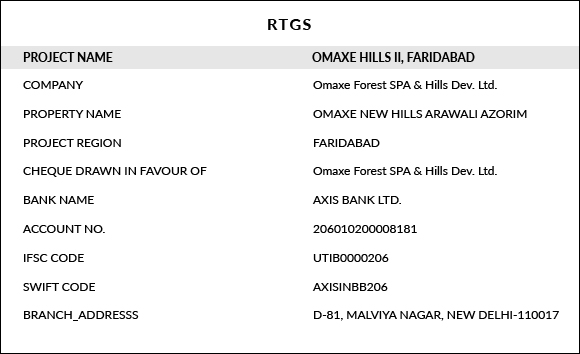 RTGS
PROJECT NAME OMAXE HILLS II, FARIDABAD
COMPANY Omaxe Forest SPA & Hills Dev. Ltd.
PROPERTY NAME OMAXE NEW HILLS ARAWALI AZORIM
PROJECT REGION FARIDABAD
CHEQUE DRAWN IN FAVOUR OF Omaxe Forest SPA & Hills Dev. Ltd.
BANK NAME AXIS BANK LTD.
ACCOUNT NO. 206010200008181
IFSC CODE UTIB0000206
SWIFT CODE AXISINBB206
BRANCH_ADDRESSS D-81, MALVIYA NAGAR, NEW DELHI-110017